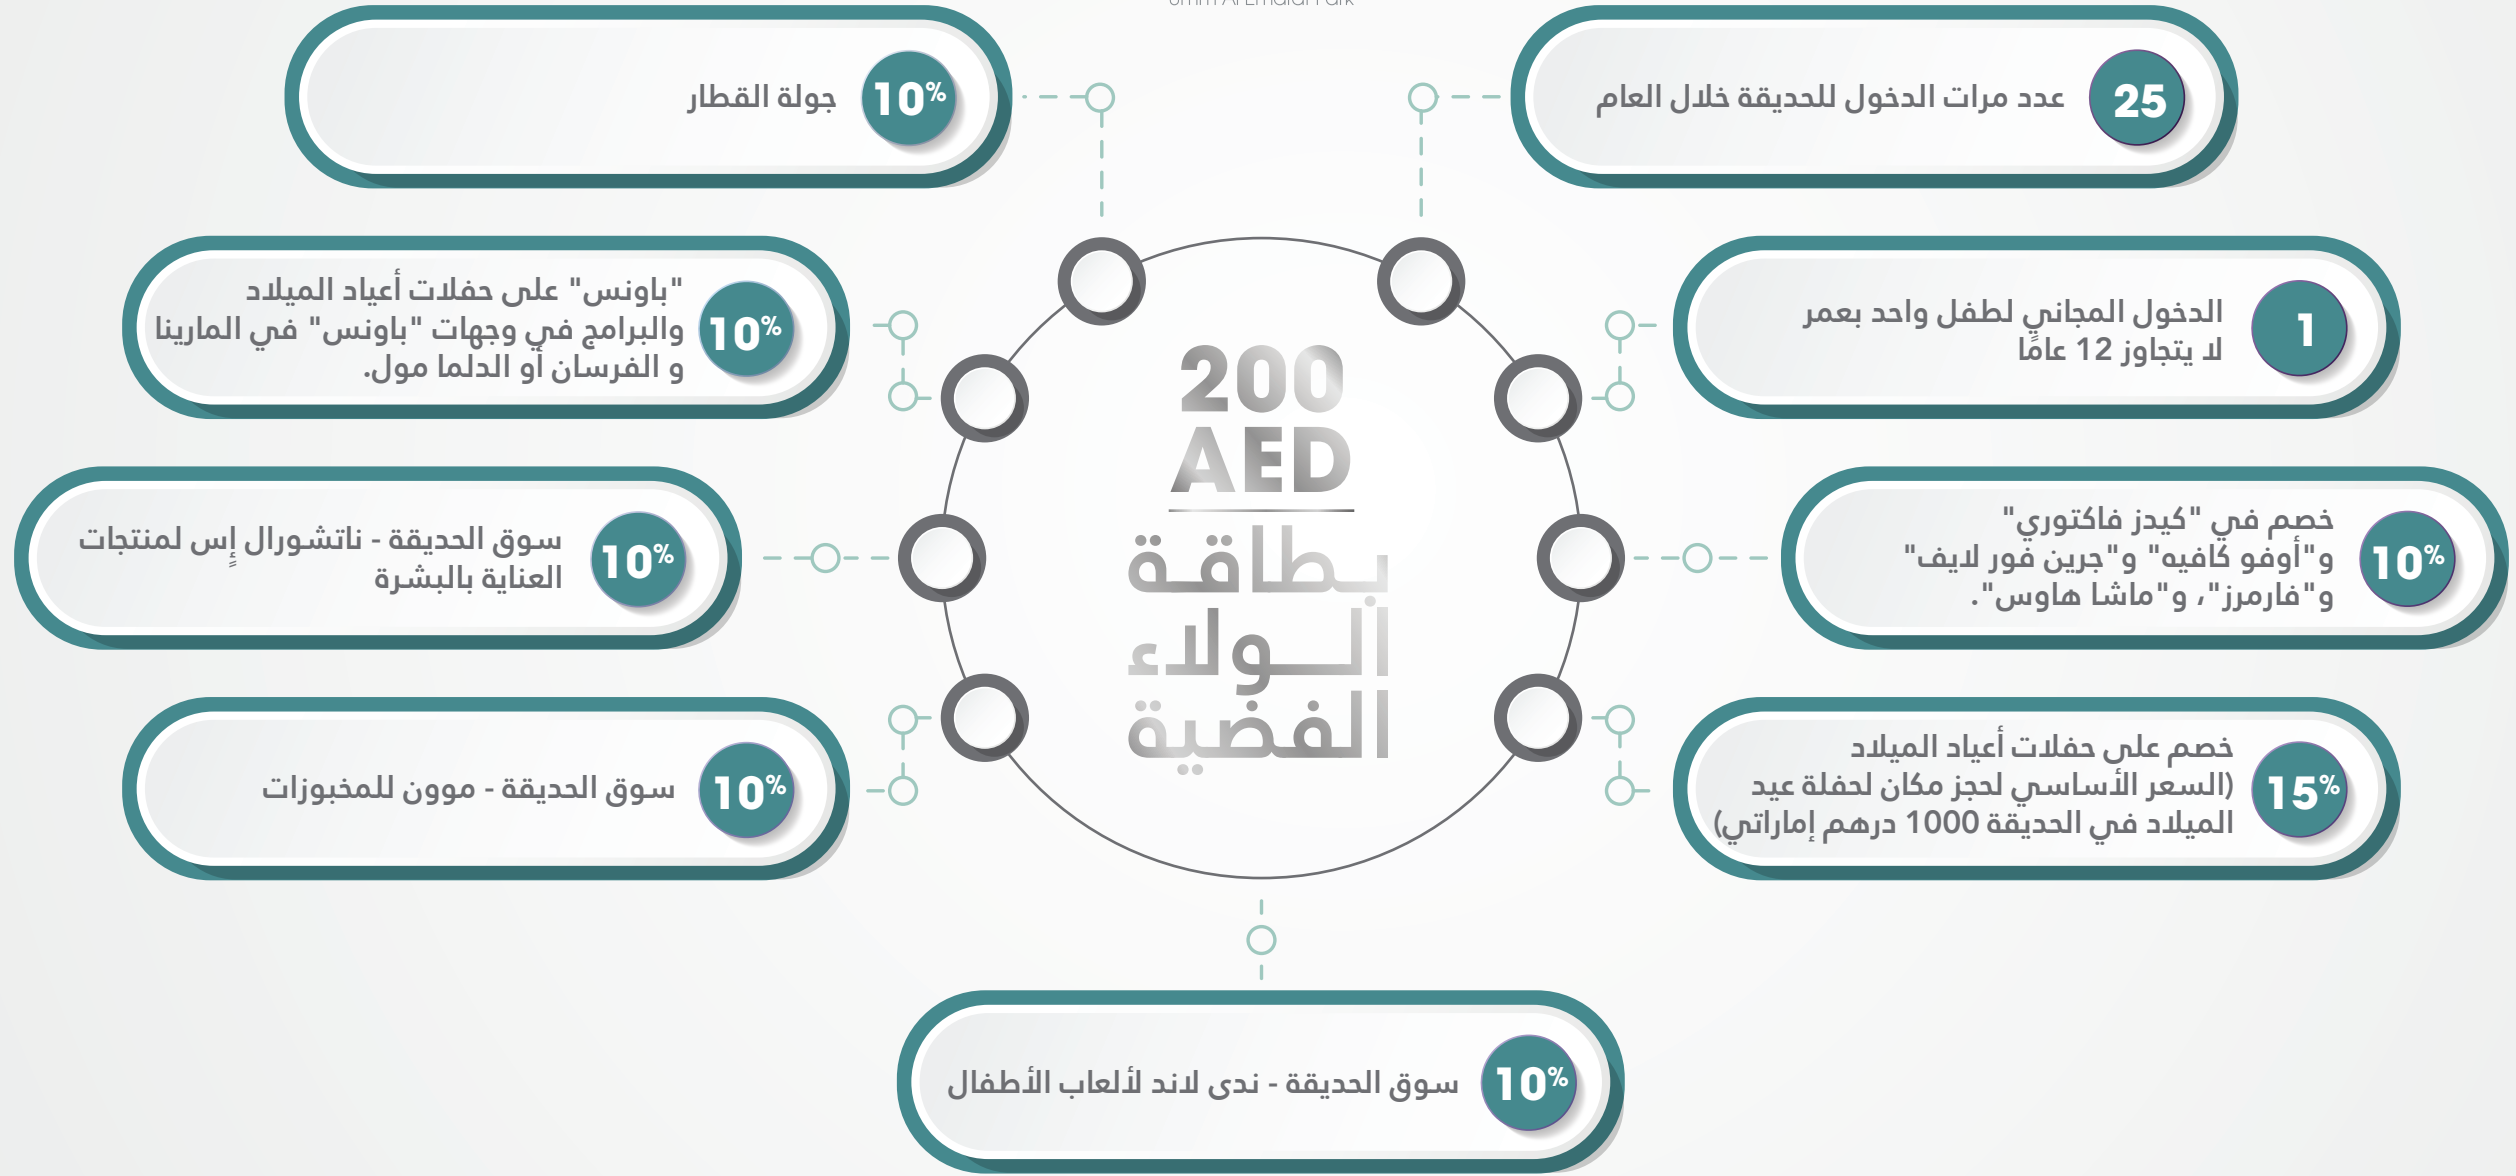 Umm Al Emarat Park
25
عدد مرات الدخول للحديقة خلال العام
1
الدخول المجاني لطفل واحد بعمر
لا يتجاوز 12 عامًا
10%
خصم في "كيدز فاكتوري"
و"أوفو كافيه" و"جرين فور لايف"
و"فارمرز"، و"ماشا هاوس".
15%
خصم على حفلات أعياد الميلاد
(السعر الأساسي لحجز مكان لحفلة عيد
الميلاد في الحديقة 1000 درهم إماراتي)
200
AED
بطاقة
الولاء
الفضية
10%
جولة القطار
10%
"باونس" على حفلات أعياد الميلاد
والبرامج في وجهات "باونس" في المارينا
و الفرسان أو الدلما مول.
10%
سوق الحديقة - ناتشورال إس لمنتجات
العناية بالبشرة
10%
سوق الحديقة - موون للمخبوزات
10%
سوق الحديقة - ندى لاند لألعاب الأطفال